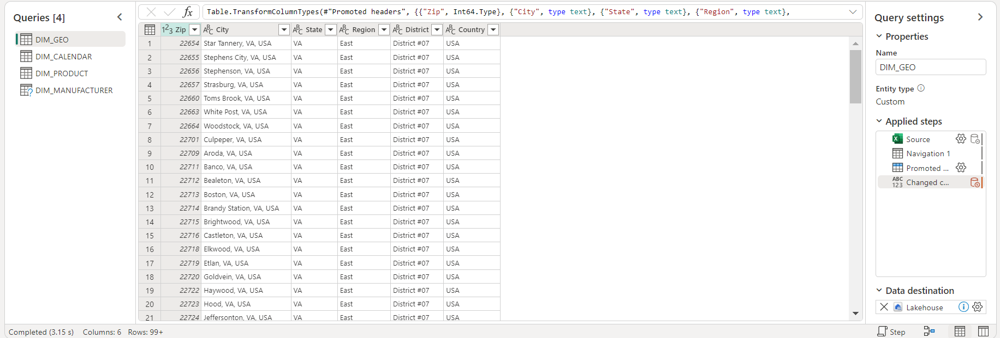 Queries [4]
DIM_GEO
DIM_CALENDAR
DIM_PRODUCT
DIM_MANUFACTURER
fx Table.TransformColumnTypes(#"Promoted headers", {{"Zip", Int64.Type}, {"City", type text}, {"State", type text}, {"Region", type text},
123 Zip ABC City ABC State ABC Region ABC District ABC Country
1 22654 Star Tannery, VA, USA VA East District #07 USA
2 22655 Stephens City, VA, USA VA East District #07 USA
3 22656 Stephenson, VA, USA VA East District #07 USA
4 22657 Strasburg, VA, USA VA East District #07 USA
5 22660 Toms Brook, VA, USA VA East District #07 USA
6 22663 White Post, VA, USA VA East District #07 USA
7 22664 Woodstock, VA, USA VA East District #07 USA
8 22701 Culpeper, VA, USA VA East District #07 USA
9 22709 Aroda, VA, USA VA East District #07 USA
10 22711 Banco, VA, USA VA East District #07 USA
11 22712 Bealeton, VA, USA VA East District #07 USA
12 22713 Boston, VA, USA VA East District #07 USA
13 22714 Brandy Station, VA, USA VA East District #07 USA
14 22715 Brightwood, VA, USA VA East District #07 USA
15 22716 Castleton, VA, USA VA East District #07 USA
16 22718 Elkwood, VA, USA VA East District #07 USA
17 22719 Etlan, VA, USA VA East District #07 USA
18 22720 Goldvein, VA, USA VA East District #07 USA
19 22722 Haywood, VA, USA VA East District #07 USA
20 22723 Hood, VA, USA VA East District #07 USA
21 22724 Jeffersonton, VA, USA VA East District #07 USA
Completed (3.15 s) Columns: 6 Rows: 99+
Query settings
Properties
Name
DIM_GEO
Entity type
Custom
Applied steps
Source
Navigation 1
Promoted ...
ABC 123 Changed c...
Data destination
Lakehouse
Step